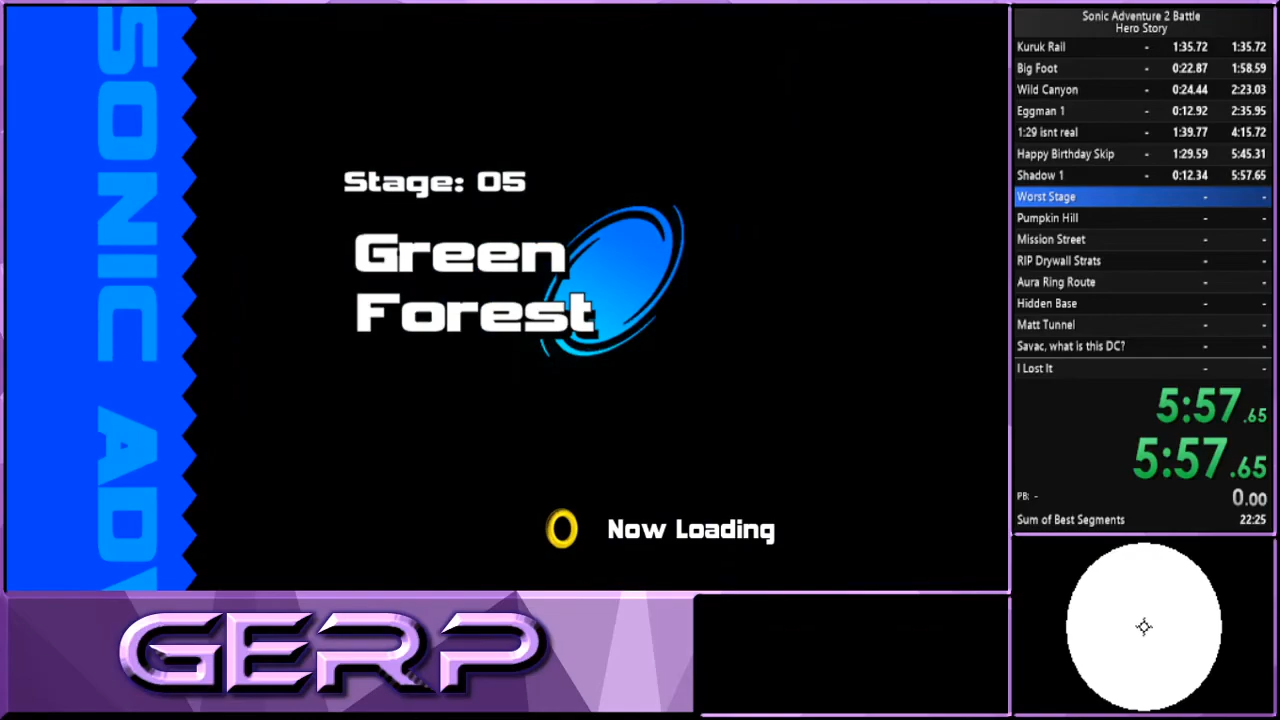 SONIC AD
Stage: 05
Green
Forest
Now Loading
GERP
Sonic Adventure 2 Battle
Hero Story
Kuruk Rail - 1:35.72 1:35.72
Big Foot - 0:22.87 1:58.59
Wild Canyon - 0:24.44 2:23.03
Eggman 1 - 0:12.92 2:35.95
1:29 isnt real - 1:39.77 4:15.72
Happy Birthday Skip - 1:29.59 5:45.31
Shadow 1 - 0:12.34 5:57.65
Worst Stage - -
Pumpkin Hill - -
Mission Street - -
RIP Drywall Strats - -
Aura Ring Route - -
Hidden Base - -
Matt Tunnel - -
Savac, what is this DC? - -
I Lost It - -
5:57.65
5:57.65
PB: - 0.00
Sum of Best Segments 22:25